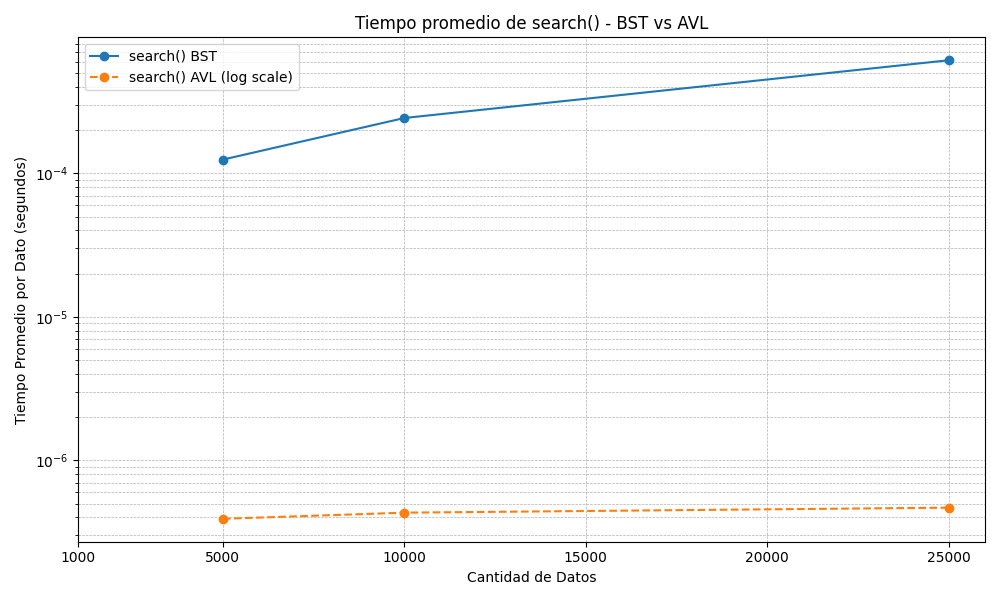 Tiempo promedio de search() - BST vs AVL
search() BST
search() AVL (log scale)
Tiempo Promedio por Dato (segundos)
10⁻⁴
10⁻⁵
10⁻⁶
1000 5000 10000 15000 20000 25000
Cantidad de Datos